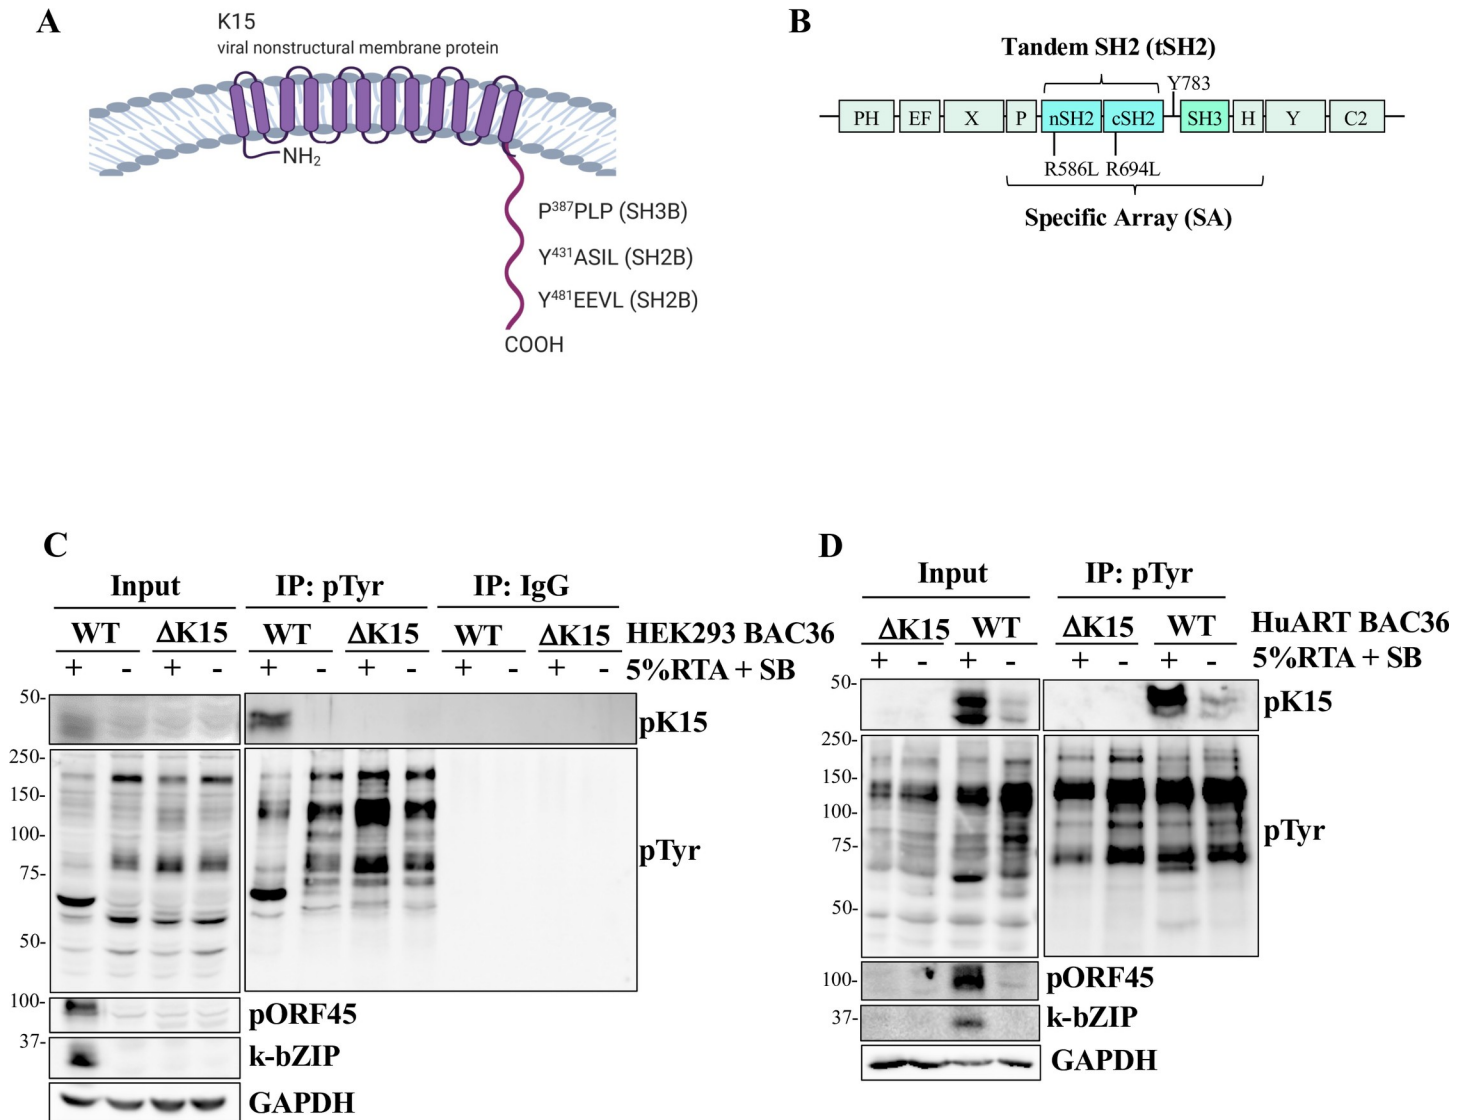 A
K15
viral nonstructural membrane protein
NH₂
P³⁸⁷PLP (SH3B)
Y⁴³¹ASIL (SH2B)
Y⁴⁸¹EEVL (SH2B)
COOH
B
Tandem SH2 (tSH2)
Y783
PH EF X P nSH2 cSH2 SH3 H Y C2
R586L R694L
Specific Array (SA)
C
Input IP: pTyr IP: IgG
WT ΔK15 WT ΔK15 WT ΔK15 HEK293 BAC36
+ - + - + - + - + - + - 5%RTA + SB
50- pK15
250-
150-
100-
pTyr
75-
50-
100- pORF45
37- k-bZIP
GAPDH
D
Input IP: pTyr
ΔK15 WT ΔK15 WT HuART BAC36
+ - + - + - + - 5%RTA + SB
50- pK15
250-
150-
100-
pTyr
75-
50-
100- pORF45
37- k-bZIP
GAPDH